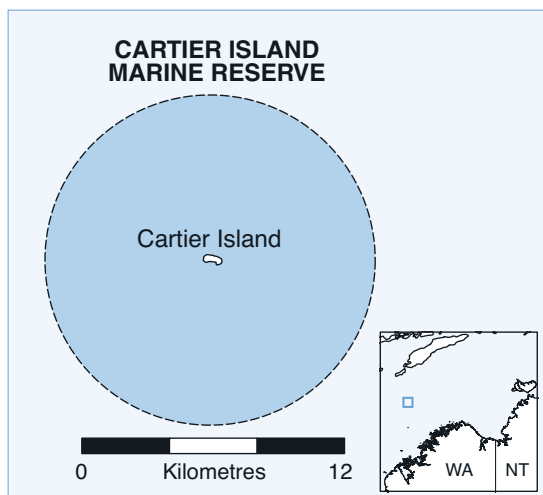 CARTIER ISLAND
MARINE RESERVE
Cartier Island
0 Kilometres 12
WA NT